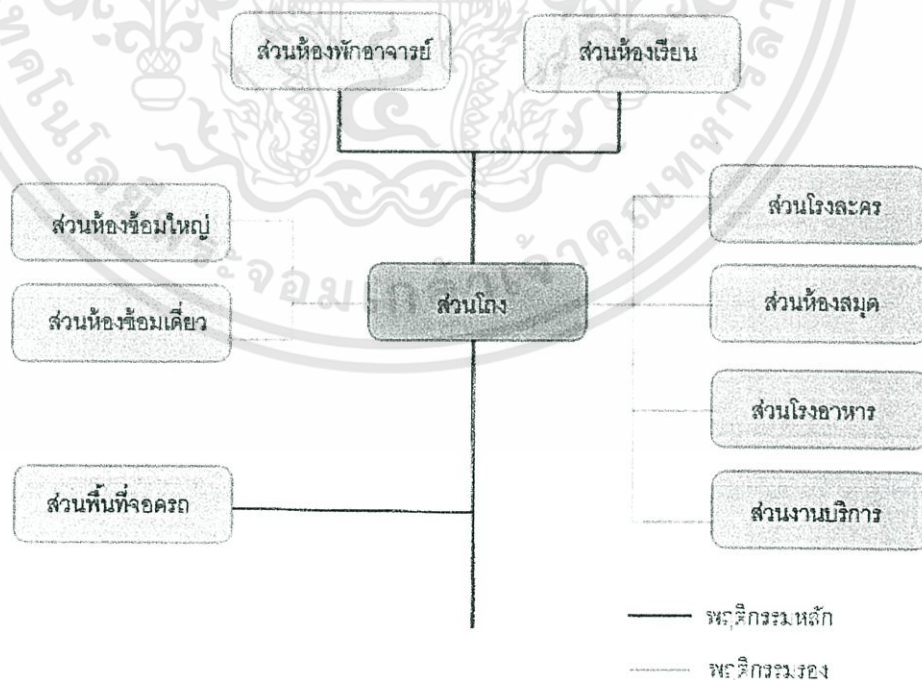 ส่วนห้องพักอาจารย์
ส่วนห้องเรียน
ส่วนห้องซ้อมใหญ่
ส่วนโรงละคร
ส่วนโถง
ส่วนห้องสมุด
ส่วนห้องซ้อมเดี่ยว
ส่วนโรงอาหาร
ส่วนพื้นที่จอดรถ
ส่วนงานบริการ
พฤติกรรมหลัก
พฤติกรรมรอง